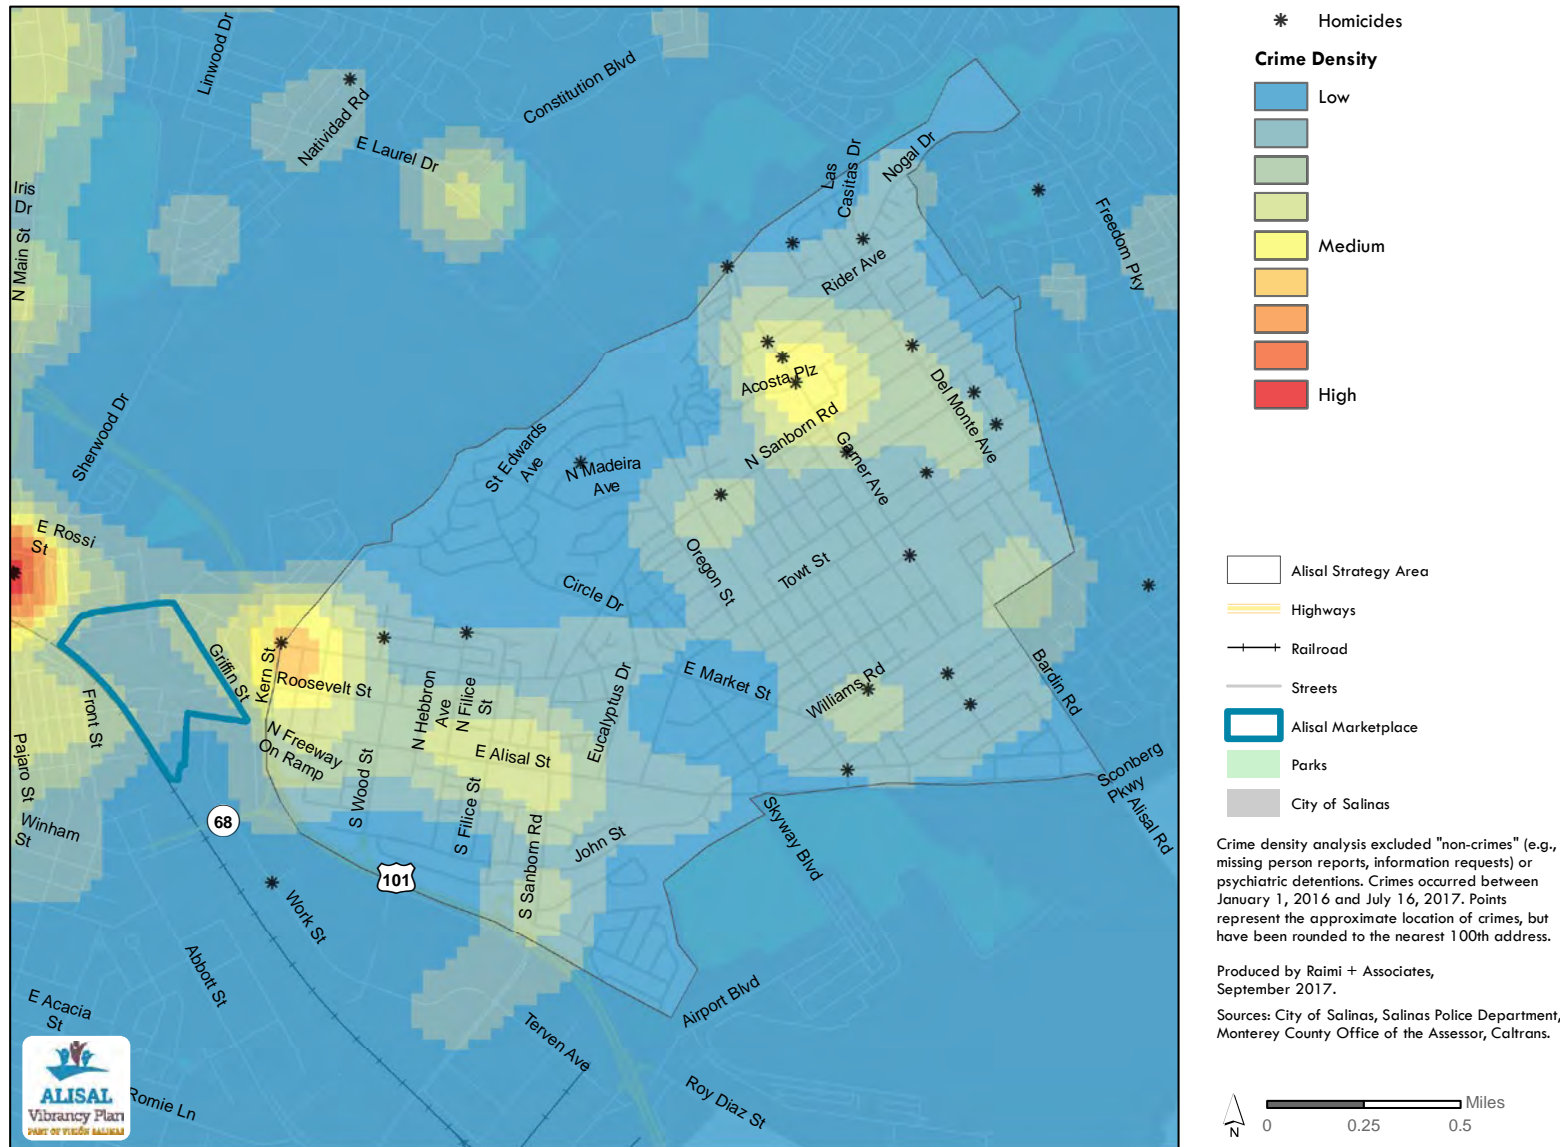 Linwood Dr
Constitution Blvd
Natividad Rd
E Laurel Dr
Las
Casitas Dr
Nogal Dr
Iris
Dr
N Main St
Freedom Pky
Rider Ave
Sherwood Dr
Acosta Plz
Del Monte Ave
N Sanborn Rd
Garner Ave
St Edwards
Ave
N Madeira
Ave
E Rossi
St
Oregon St
Towt St
Circle Dr
Griffin St
Kern St
Roosevelt St
Front St
N Hebbron
Ave
N Filice
St
Eucalyptus Dr
E Market St
Williams Rd
Bardin Rd
N Freeway
On Ramp
E Alisal St
Pajaro St
S Wood St
S Filice St
S Sanborn Rd
John St
Skyway Blvd
Sconberg
Pkwy
Alisal Rd
Winham
St
68
101
Work St
Abbott St
E Acacia
St
Airport Blvd
Terven Ave
Roy Diaz St
Romie Ln
ALISAL
Vibrancy Plan
PART OF VISIÓN SALINAS
Homicides
Crime Density
Low
Medium
High
Alisal Strategy Area
Highways
Railroad
Streets
Alisal Marketplace
Parks
City of Salinas
Crime density analysis excluded "non-crimes" (e.g.,
missing person reports, information requests) or
psychiatric detentions. Crimes occurred between
January 1, 2016 and July 16, 2017. Points
represent the approximate location of crimes, but
have been rounded to the nearest 100th address.
Produced by Raimi + Associates,
September 2017.
Sources: City of Salinas, Salinas Police Department,
Monterey County Office of the Assessor, Caltrans.
N
Miles
0 0.25 0.5